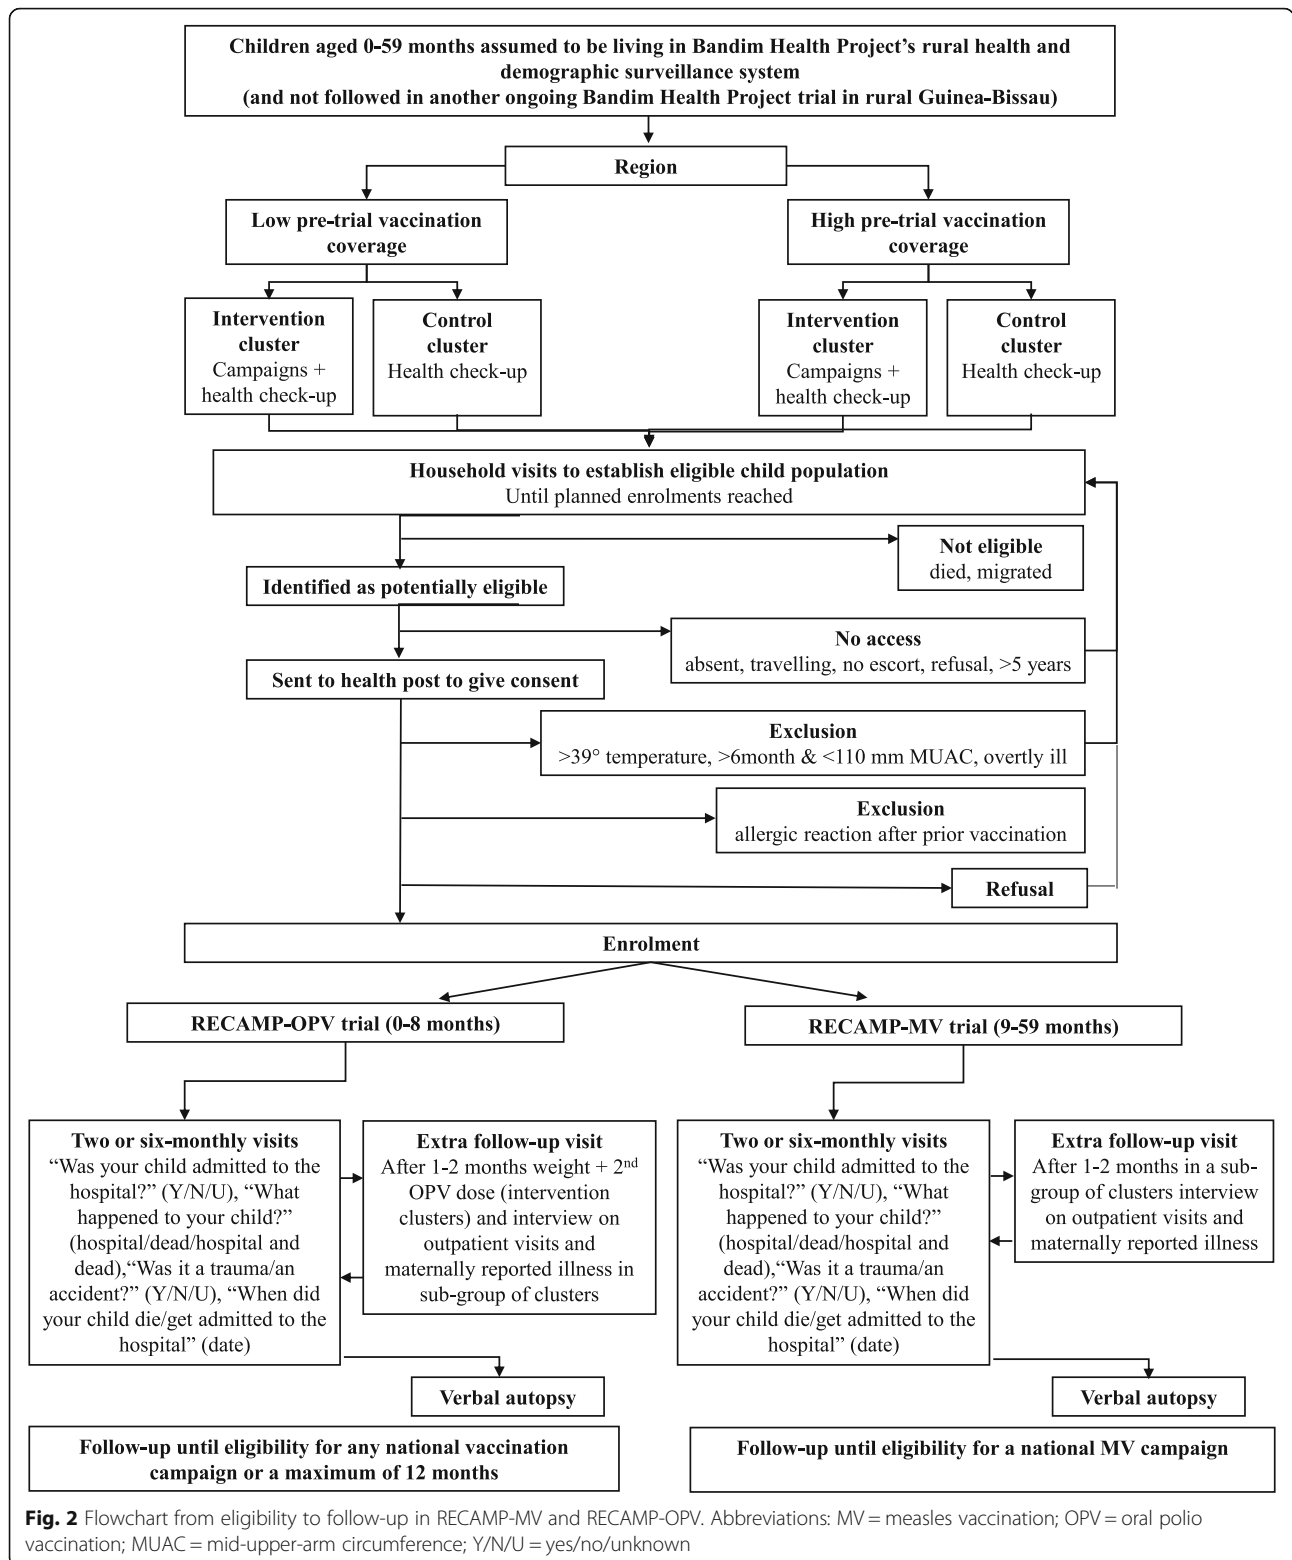 Children aged 0-59 months assumed to be living in Bandim Health Project’s rural health and
demographic surveillance system
(and not followed in another ongoing Bandim Health Project trial in rural Guinea-Bissau)
Region
Low pre-trial vaccination
coverage
High pre-trial vaccination
coverage
Intervention
cluster
Campaigns +
health check-up
Control
cluster
Health check-up
Intervention
cluster
Campaigns +
health check-up
Control
cluster
Health check-up
Household visits to establish eligible child population
Until planned enrolments reached
Not eligible
died, migrated
Identified as potentially eligible
No access
absent, travelling, no escort, refusal, >5 years
Sent to health post to give consent
Exclusion
>39° temperature, >6month & <110 mm MUAC, overtly ill
Exclusion
allergic reaction after prior vaccination
Refusal
Enrolment
RECAMP-OPV trial (0-8 months)
RECAMP-MV trial (9-59 months)
Two or six-monthly visits
“Was your child admitted to the
hospital?” (Y/N/U), “What
happened to your child?”
(hospital/dead/hospital and
dead),“Was it a trauma/an
accident?” (Y/N/U), “When did
your child die/get admitted to the
hospital” (date)
Extra follow-up visit
After 1-2 months weight + 2nd
OPV dose (intervention
clusters) and interview on
outpatient visits and
maternally reported illness in
sub-group of clusters
Two or six-monthly visits
“Was your child admitted to the
hospital?” (Y/N/U), “What
happened to your child?”
(hospital/dead/hospital and
dead),“Was it a trauma/an
accident?” (Y/N/U), “When did
your child die/get admitted to the
hospital” (date)
Extra follow-up visit
After 1-2 months in a sub-
group of clusters interview
on outpatient visits and
maternally reported illness
Verbal autopsy
Verbal autopsy
Follow-up until eligibility for any national vaccination
campaign or a maximum of 12 months
Follow-up until eligibility for a national MV campaign
Fig. 2 Flowchart from eligibility to follow-up in RECAMP-MV and RECAMP-OPV. Abbreviations: MV = measles vaccination; OPV = oral polio
vaccination; MUAC = mid-upper-arm circumference; Y/N/U = yes/no/unknown